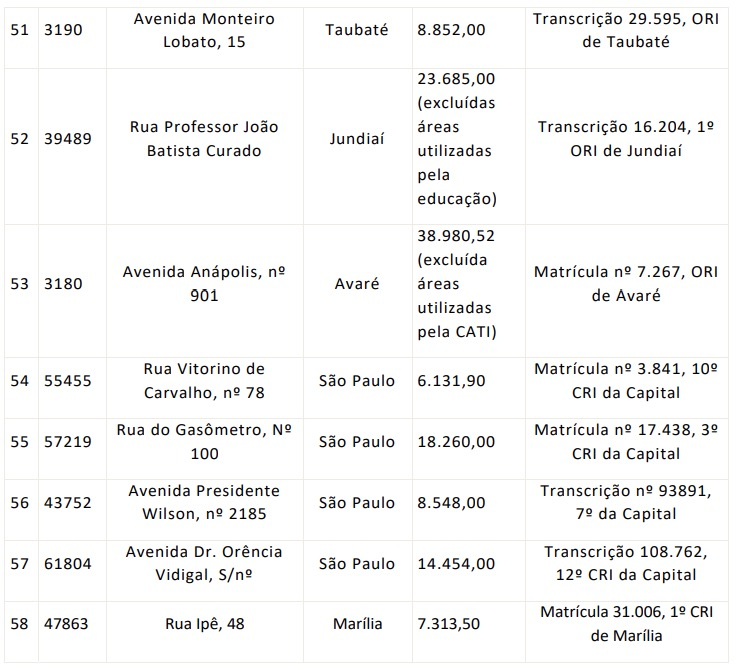 51 3190 Avenida Monteiro Lobato, 15 Taubaté 8.852,00 Transcrição 29.595, ORI de Taubaté
52 39489 Rua Professor João Batista Curado Jundiaí 23.685,00 (excluídas áreas utilizadas pela educação) Transcrição 16.204, 1º ORI de Jundiaí
53 3180 Avenida Anápolis, nº 901 Avaré 38.980,52 (excluída áreas utilizadas pela CATI) Matrícula nº 7.267, ORI de Avaré
54 55455 Rua Vitorino de Carvalho, nº 78 São Paulo 6.131,90 Matrícula nº 3.841, 10º CRI da Capital
55 57219 Rua do Gasômetro, Nº 100 São Paulo 18.260,00 Matrícula nº 17.438, 3º CRI da Capital
56 43752 Avenida Presidente Wilson, nº 2185 São Paulo 8.548,00 Transcrição nº 93891, 7º da Capital
57 61804 Avenida Dr. Orência Vidigal, S/nº São Paulo 14.454,00 Transcrição 108.762, 12º CRI da Capital
58 47863 Rua Ipê, 48 Marília 7.313,50 Matrícula 31.006, 1º CRI de Marília